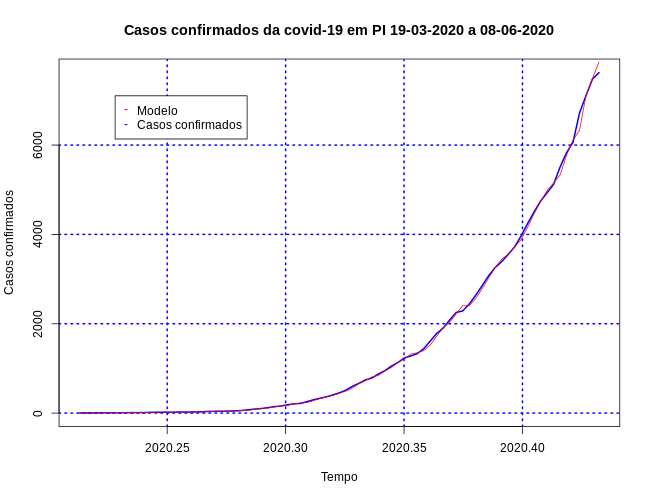 Casos confirmados da covid-19 em PI 19-03-2020 a 08-06-2020
Modelo
Casos confirmados
Casos confirmados
6000
4000
2000
0
2020.25 2020.30 2020.35 2020.40
Tempo